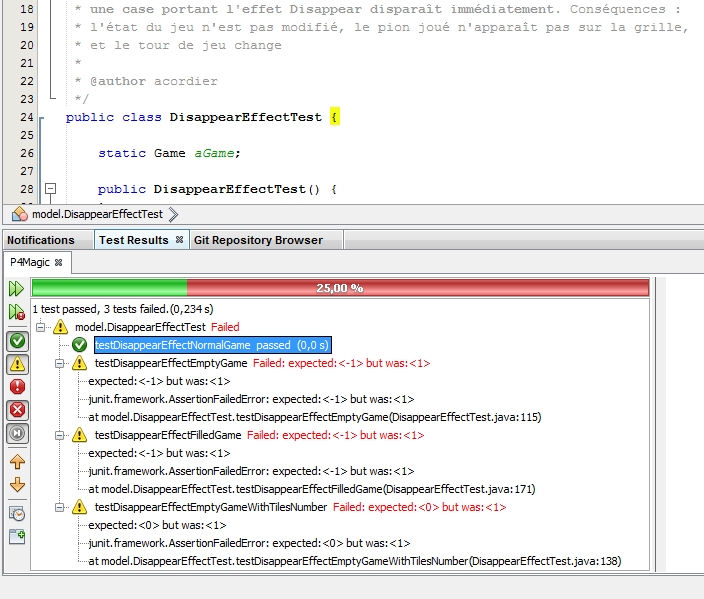 18 * une case portant l'effet Disappear disparaît immédiatement. Conséquences :
19 * l'état du jeu n'est pas modifié, le pion joué n'apparaît pas sur la grille,
20 * et le tour de jeu change
21 *
22 * @author acordier
23 */
24 public class DisappearEffectTest {
25
26 static Game aGame;
27
28 public DisappearEffectTest() {
model.DisappearEffectTest
Notifications Test Results Git Repository Browser
P4Magic
25,00 %
1 test passed, 3 tests failed.(0,234 s)
model.DisappearEffectTest Failed
testDisappearEffectNormalGame passed (0,0 s)
testDisappearEffectEmptyGame Failed: expected:<-1> but was:<1>
expected:<-1> but was:<1>
junit.framework.AssertionFailedError: expected:<-1> but was:<1>
at model.DisappearEffectTest.testDisappearEffectEmptyGame(DisappearEffectTest.java:115)
testDisappearEffectFilledGame Failed: expected:<-1> but was:<1>
expected:<-1> but was:<1>
junit.framework.AssertionFailedError: expected:<-1> but was:<1>
at model.DisappearEffectTest.testDisappearEffectFilledGame(DisappearEffectTest.java:171)
testDisappearEffectEmptyGameWithTilesNumber Failed: expected:<0> but was:<1>
expected:<0> but was:<1>
junit.framework.AssertionFailedError: expected:<0> but was:<1>
at model.DisappearEffectTest.testDisappearEffectEmptyGameWithTilesNumber(DisappearEffectTest.java:138)